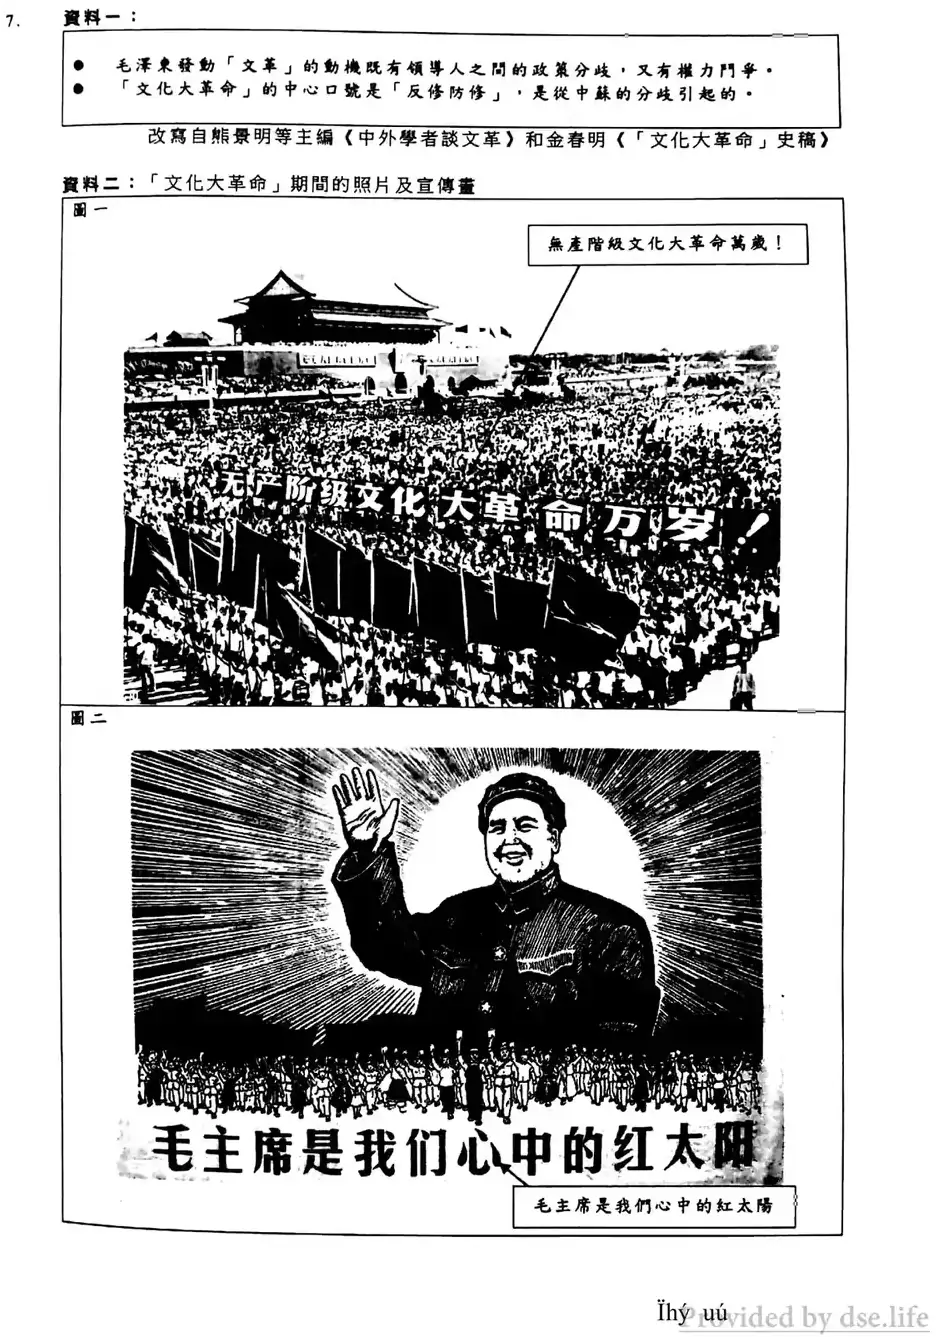 7.
資料一：
● 毛澤東發動「文革」的動機既有領導人之間的政策分歧，又有權力鬥爭。
● 「文化大革命」的中心口號是「反修防修」，是從中蘇的分歧引起的。
改寫自熊景明等主編《中外學者談文革》和金春明《「文化大革命」史稿》
資料二：「文化大革命」期間的照片及宣傳畫
圖一
無產階級文化大革命萬歲！
无产阶级文化大革命万岁！
圖二
毛主席是我们心中的红太阳
毛主席是我們心中的紅太陽
Ïhý uú
Provided by dse.life